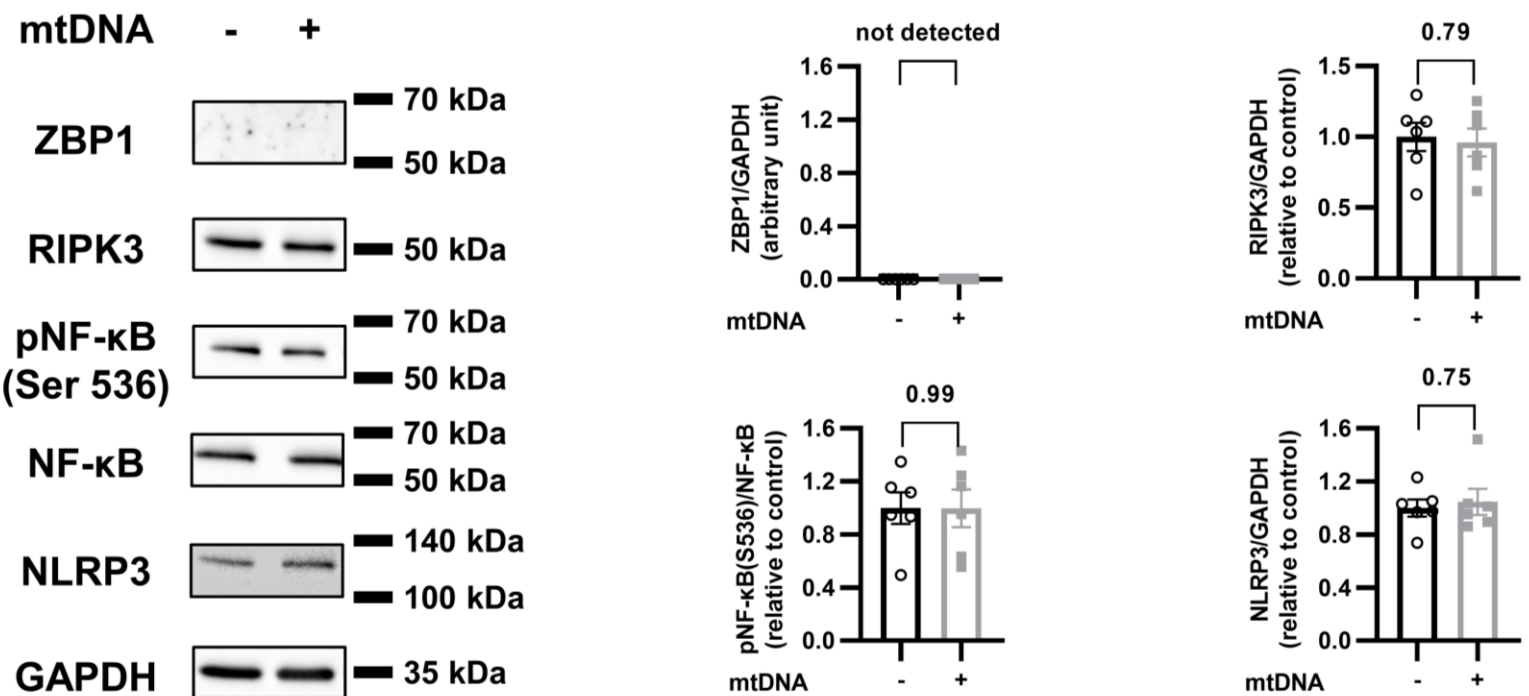 mtDNA - +
ZBP1
70 kDa
50 kDa
RIPK3
50 kDa
pNF-κB
(Ser 536)
70 kDa
50 kDa
NF-κB
70 kDa
50 kDa
NLRP3
140 kDa
100 kDa
GAPDH
35 kDa
not detected
ZBP1/GAPDH
(arbitrary unit)
1.6
1.2
0.8
0.4
0.0
mtDNA - +
0.79
RIPK3/GAPDH
(relative to control)
1.5
1.0
0.5
0.0
mtDNA - +
0.99
pNF-κB(S536)/NF-κB
(relative to control)
1.6
1.2
0.8
0.4
0.0
mtDNA - +
0.75
NLRP3/GAPDH
(relative to control)
1.6
1.2
0.8
0.4
0.0
mtDNA - +